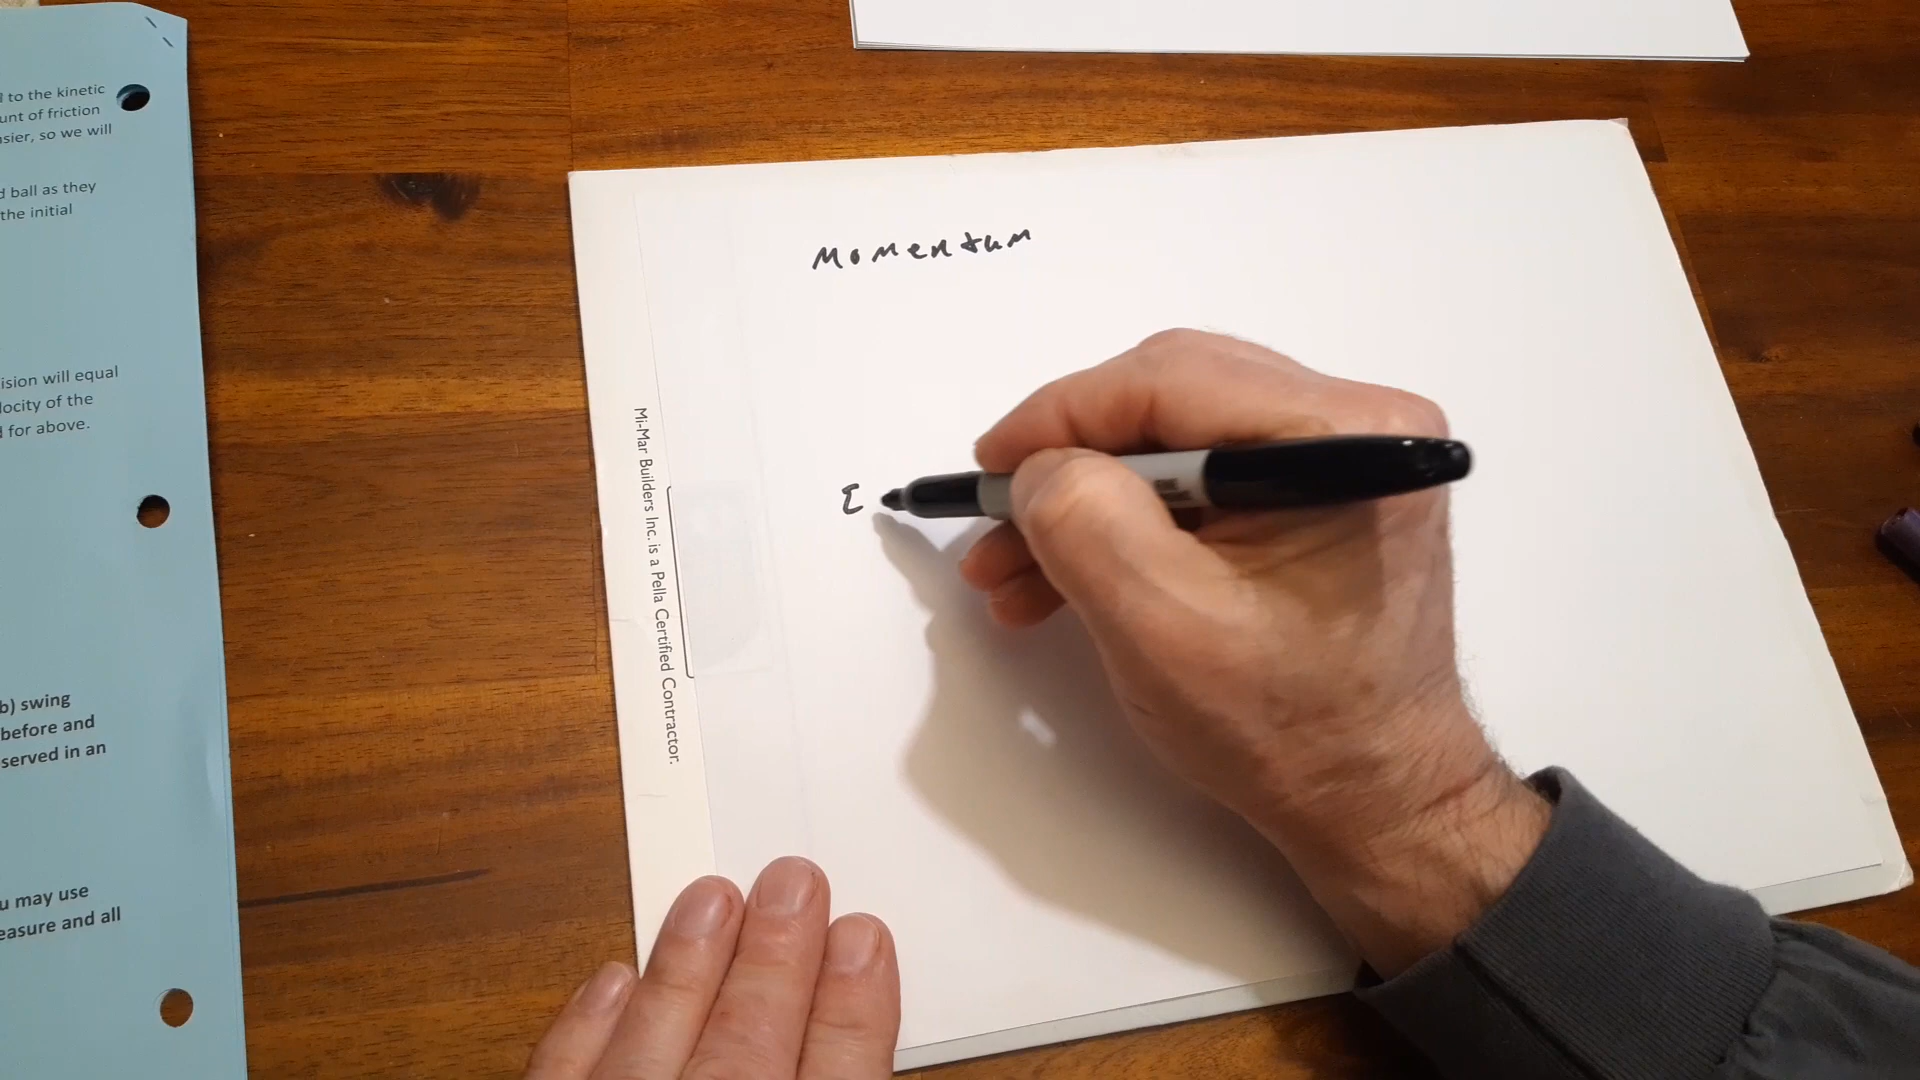 to the kinetic
unt of friction
sier, so we will
d ball as they
the initial
ision will equal
locity of the
d for above.
b) swing
before and
served in an
u may use
easure and all
Momentum
E
Mi-Mar Builders Inc. is a Pella Certified Contractor.